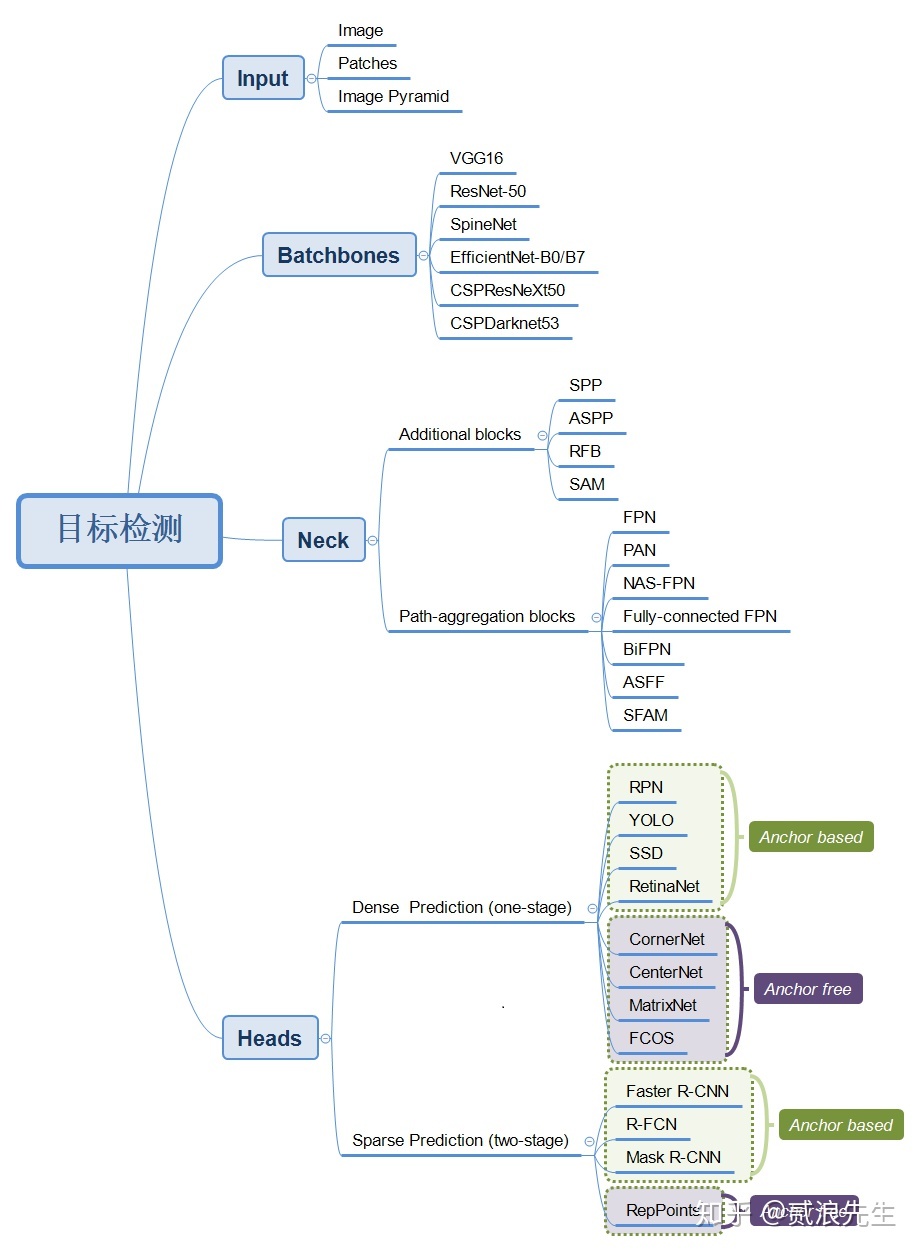 Image
Patches
Image Pyramid
Input
VGG16
ResNet-50
SpineNet
EfficientNet-B0/B7
CSPResNeXt50
CSPDarknet53
Batchbones
SPP
ASPP
RFB
SAM
Additional blocks
目标检测
Neck
FPN
PAN
NAS-FPN
Fully-connected FPN
BiFPN
ASFF
SFAM
Path-aggregation blocks
RPN
YOLO
SSD
RetinaNet
Anchor based
Dense Prediction (one-stage)
CornerNet
CenterNet
MatrixNet
FCOS
Anchor free
Heads
Faster R-CNN
R-FCN
Mask R-CNN
Anchor based
Sparse Prediction (two-stage)
RepPoints
Anchor free
知乎 @贰浪先生